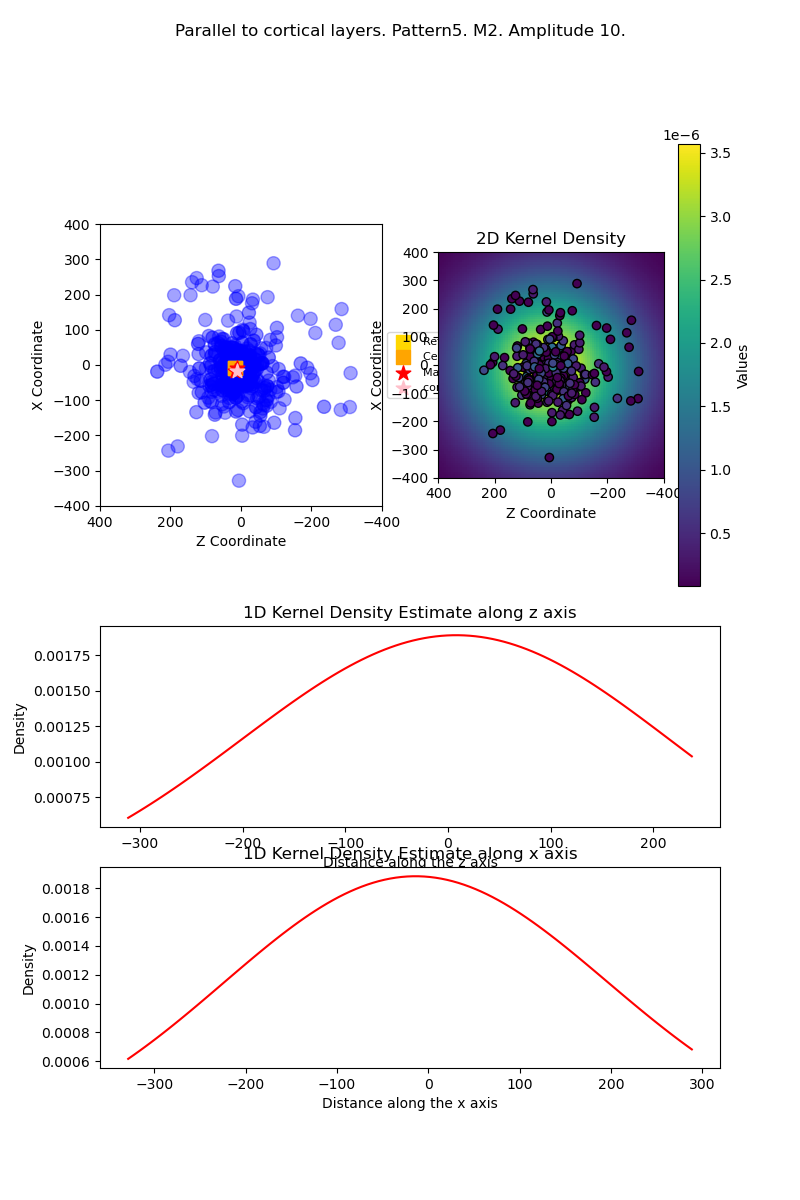 Parallel to cortical layers. Pattern5. M2. Amplitude 10.
400
300
200
100
0
−100
−200
−300
−400
X Coordinate
400 200 0 −200 −400
Z Coordinate
2D Kernel Density
400
300
200
100
0
−100
−200
−300
−400
X Coordinate
400 200 0 −200 −400
Z Coordinate
1e−6
3.5
3.0
2.5
2.0
1.5
1.0
0.5
Values
1D Kernel Density Estimate along z axis
0.00175
0.00150
0.00125
0.00100
0.00075
Density
−300 −200 −100 0 100 200
Distance along the z axis
1D Kernel Density Estimate along x axis
0.0018
0.0016
0.0014
0.0012
0.0010
0.0008
0.0006
Density
−300 −200 −100 0 100 200 300
Distance along the x axis